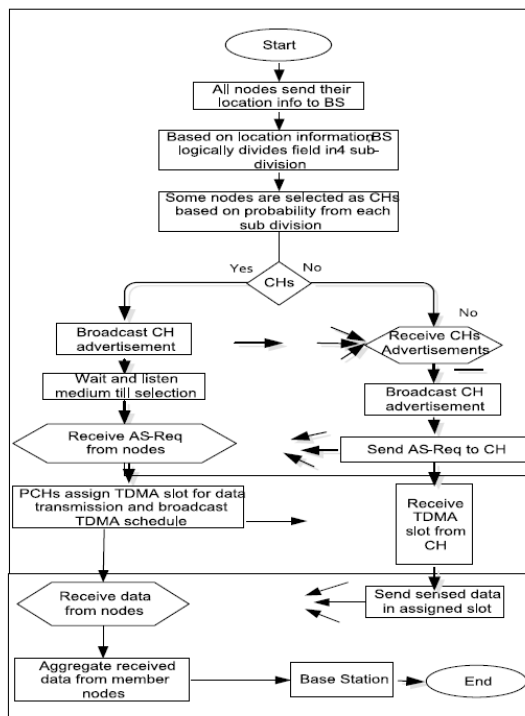 Start
All nodes send their
location info to BS
Based on location information,BS
logically divides field in4 sub-
division
Some nodes are selected as CHs
based on probability from each
sub division
Yes
No
CHs
No
Broadcast CH
advertisement
Receive CHs
Advertisements
Wait and listen
medium till selection
Broadcast CH
advertisement
Receive AS-Req
from nodes
Send AS-Req to CH
PCHs assign TDMA slot for data
transmission and broadcast
TDMA schedule
Receive
TDMA
slot from
CH
Receive data
from nodes
Send sensed data
in assigned slot
Aggregate received
data from member
nodes
Base Station
End